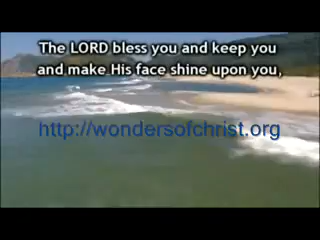 The LORD bless you and keep you
and make His face shine upon you,
http://wondersofchrist.org